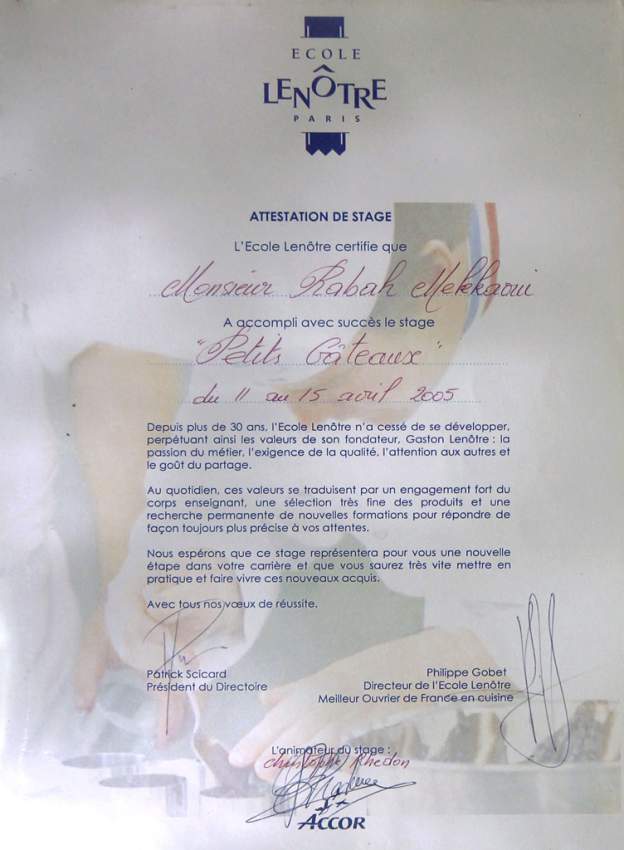 ECOLE
LENÔTRE
PARIS
ATTESTATION DE STAGE
L'Ecole Lenôtre certifie que
Monsieur Rabah Mekkaoui
A accompli avec succès le stage
"Petits Gâteaux"
du 11 au 15 avril 2005
Depuis plus de 30 ans, l'Ecole Lenôtre n'a cessé de se développer,
perpétuant ainsi les valeurs de son fondateur, Gaston Lenôtre : la
passion du métier, l'exigence de la qualité, l'attention aux autres et
le goût du partage.
Au quotidien, ces valeurs se traduisent par un engagement fort du
corps enseignant, une sélection très fine des produits et une
recherche permanente de nouvelles formations pour répondre de
façon toujours plus précise à vos attentes.
Nous espérons que ce stage représentera pour vous une nouvelle
étape dans votre carrière et que vous saurez très vite mettre en
pratique et faire vivre ces nouveaux acquis.
Avec tous nos vœux de réussite.
Patrick Scicard
Président du Directoire
Philippe Gobet
Directeur de l'Ecole Lenôtre
Meilleur Ouvrier de France en cuisine
L'animateur du stage :
Christophe Rhedon
ACCOR